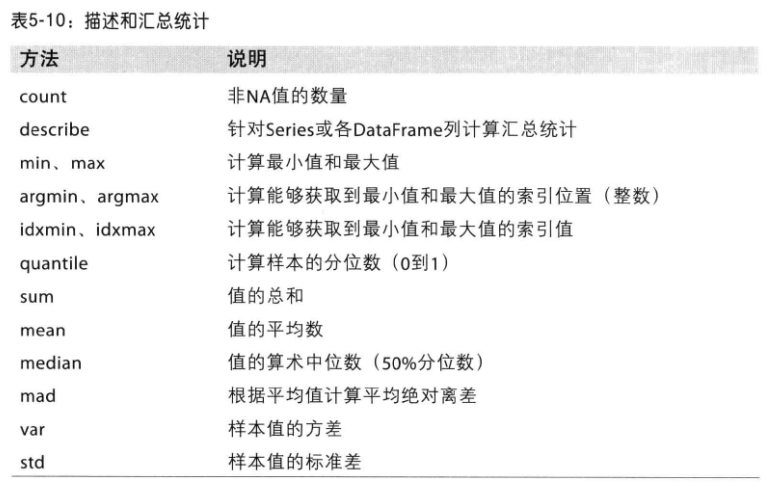 表5-10：描述和汇总统计
方法 说明
count 非NA值的数量
describe 针对Series或各DataFrame列计算汇总统计
min、max 计算最小值和最大值
argmin、argmax 计算能够获取到最小值和最大值的索引位置（整数）
idxmin、idxmax 计算能够获取到最小值和最大值的索引值
quantile 计算样本的分位数（0到1）
sum 值的总和
mean 值的平均数
median 值的算术中位数（50%分位数）
mad 根据平均值计算平均绝对离差
var 样本值的方差
std 样本值的标准差